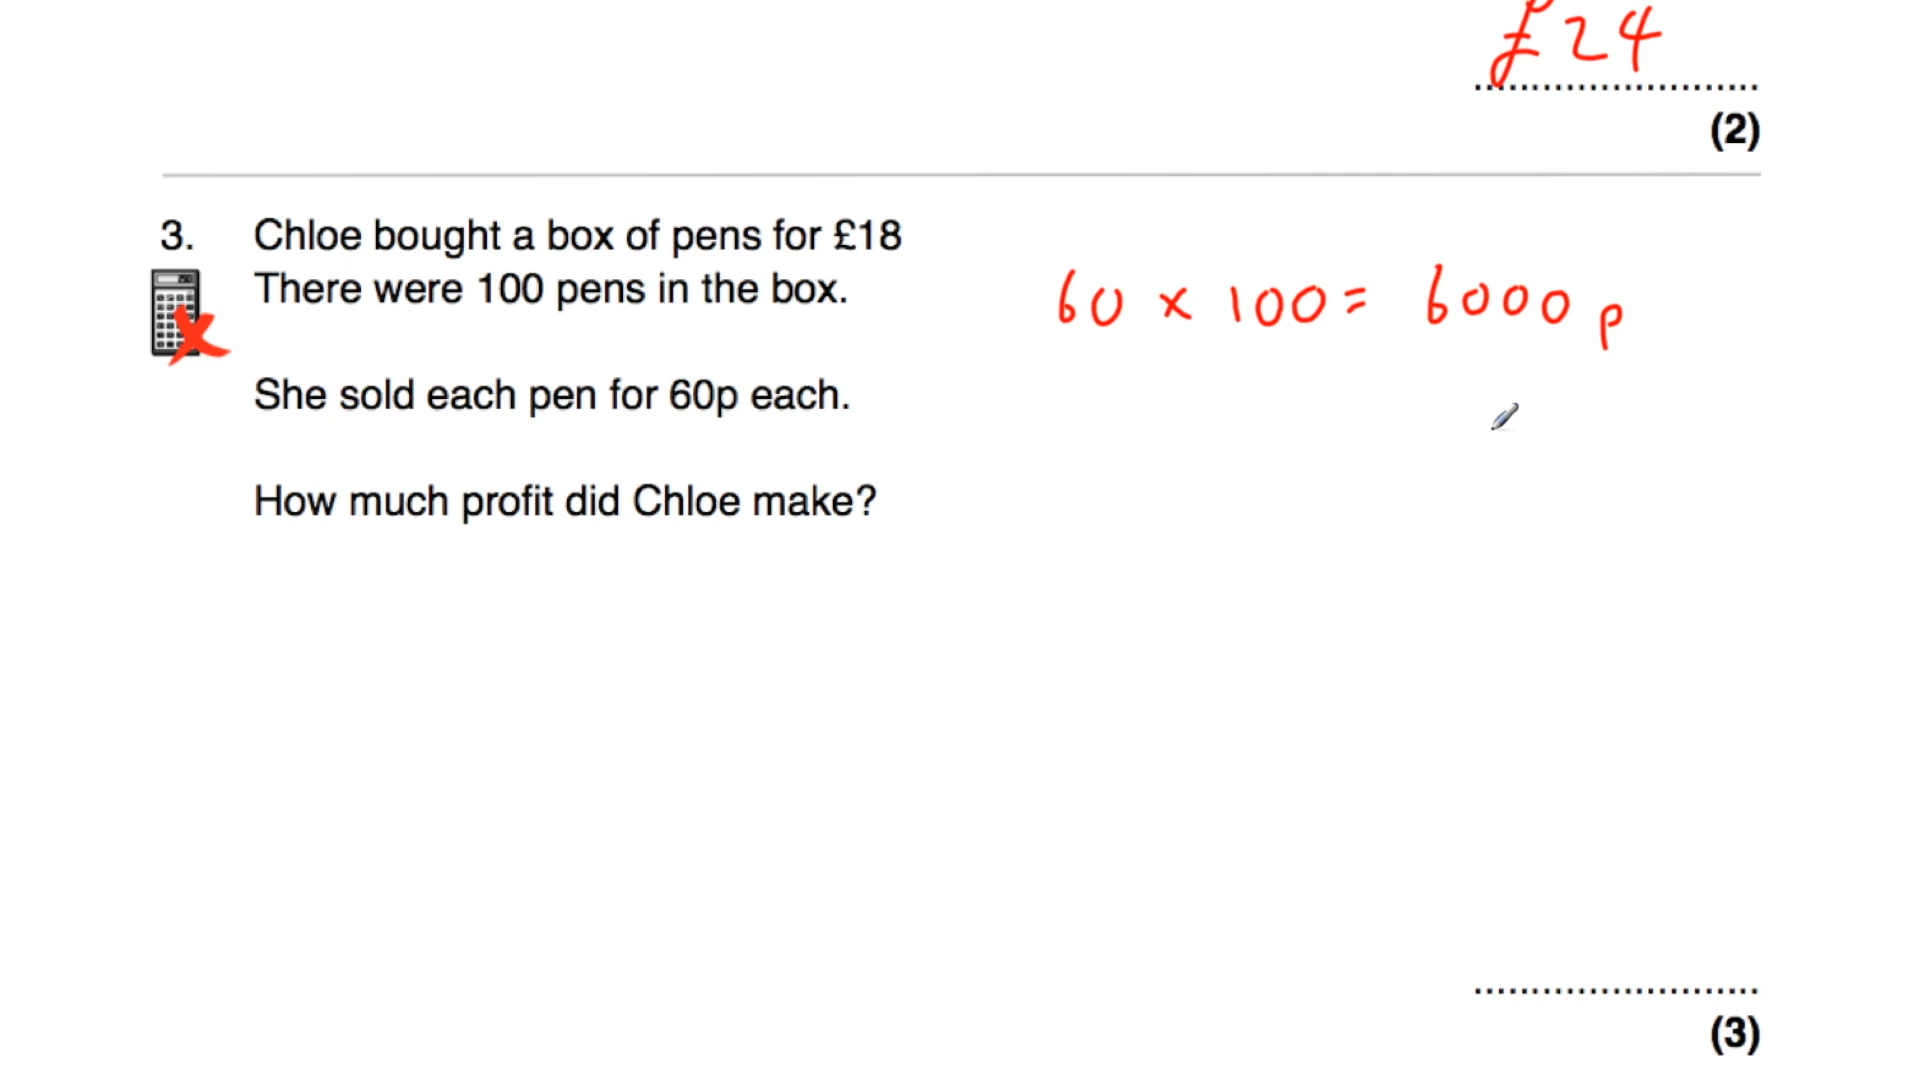 £24
(2)
3. Chloe bought a box of pens for £18
There were 100 pens in the box.
60 x 100 = 6000 p
She sold each pen for 60p each.
How much profit did Chloe make?
(3)